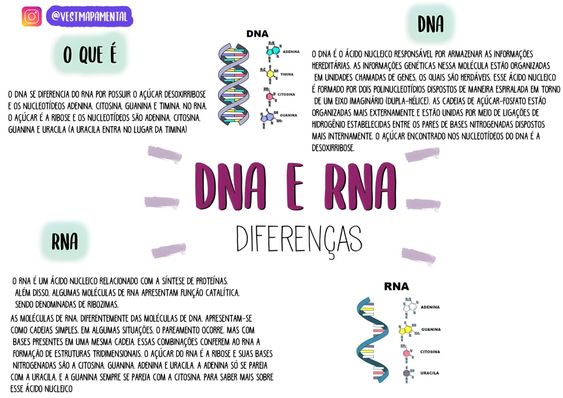 @VESTMAPAMENTAL
O QUE É
O DNA SE DIFERENCIA DO RNA POR POSSUIR O AÇÚCAR DESOXIRRIBOSE
E OS NUCLEOTÍDEOS ADENINA, CITOSINA, GUANINA E TIMINA; NO RNA,
O AÇÚCAR É A RIBOSE E OS NUCLEOTÍDEOS SÃO ADENINA, CITOSINA,
GUANINA E URACILA (A URACILA ENTRA NO LUGAR DA TIMINA)
DNA
ADENINA
TIMINA
CITOSINA
GUANINA
DNA
O DNA É O ÁCIDO NUCLEICO RESPONSÁVEL POR ARMAZENAR AS INFORMAÇÕES
HEREDITÁRIAS. AS INFORMAÇÕES GENÉTICAS NESSA MOLÉCULA ESTÃO ORGANIZADAS
EM UNIDADES CHAMADAS DE GENES, OS QUAIS SÃO HERDÁVEIS. ESSE ÁCIDO NUCLEICO
É FORMADO POR DOIS POLINUCLEOTÍDIOS DISPOSTOS DE MANEIRA ESPIRALADA EM TORNO
DE UM EIXO IMAGINÁRIO (DUPLA-HÉLICE). AS CADEIAS DE AÇÚCAR-FOSFATO ESTÃO
ORGANIZADAS MAIS EXTERNAMENTE E ESTÃO UNIDAS POR MEIO DE LIGAÇÕES DE
HIDROGÊNIO ESTABELECIDAS ENTRE OS PARES DE BASES NITROGENADAS DISPOSTOS
MAIS INTERNAMENTE. O AÇÚCAR ENCONTRADO NOS NUCLEOTÍDEOS DO DNA É A
DESOXIRRIBOSE.
DNA E RNA
DIFERENÇAS
RNA
O RNA É UM ÁCIDO NUCLEICO RELACIONADO COM A SÍNTESE DE PROTEÍNAS.
ALÉM DISSO, ALGUMAS MOLÉCULAS DE RNA APRESENTAM FUNÇÃO CATALÍTICA,
SENDO DENOMINADAS DE RIBOZIMAS.
AS MOLÉCULAS DE RNA, DIFERENTEMENTE DAS MOLÉCULAS DE DNA, APRESENTAM-SE
COMO CADEIAS SIMPLES. EM ALGUMAS SITUAÇÕES, O PAREAMENTO OCORRE, MAS COM
BASES PRESENTES EM UMA MESMA CADEIA. ESSAS COMBINAÇÕES CONFEREM AO RNA A
FORMAÇÃO DE ESTRUTURAS TRIDIMENSIONAIS. O AÇÚCAR DO RNA É A RIBOSE E SUAS BASES
NITROGENADAS SÃO A CITOSINA, GUANINA, ADENINA E URACILA. A ADENINA SÓ SE PAREIA
COM A URACILA, E A GUANINA SEMPRE SE PAREIA COM A CITOSINA. PARA SABER MAIS SOBRE
ESSE ÁCIDO NUCLEICO
RNA
ADENINA
GUANINA
CITOSINA
URACILA